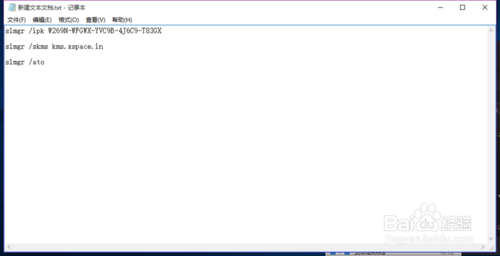 新建文本文档.txt - 记事本
文件(F) 编辑(E) 格式(O) 查看(V) 帮助(H)
slmgr /ipk W269N-WFGWX-YVC9B-4J6C9-T83GX
slmgr /skms kms.xspace.in
slmgr /ato
Baidu 经验
jingyan.baidu.com